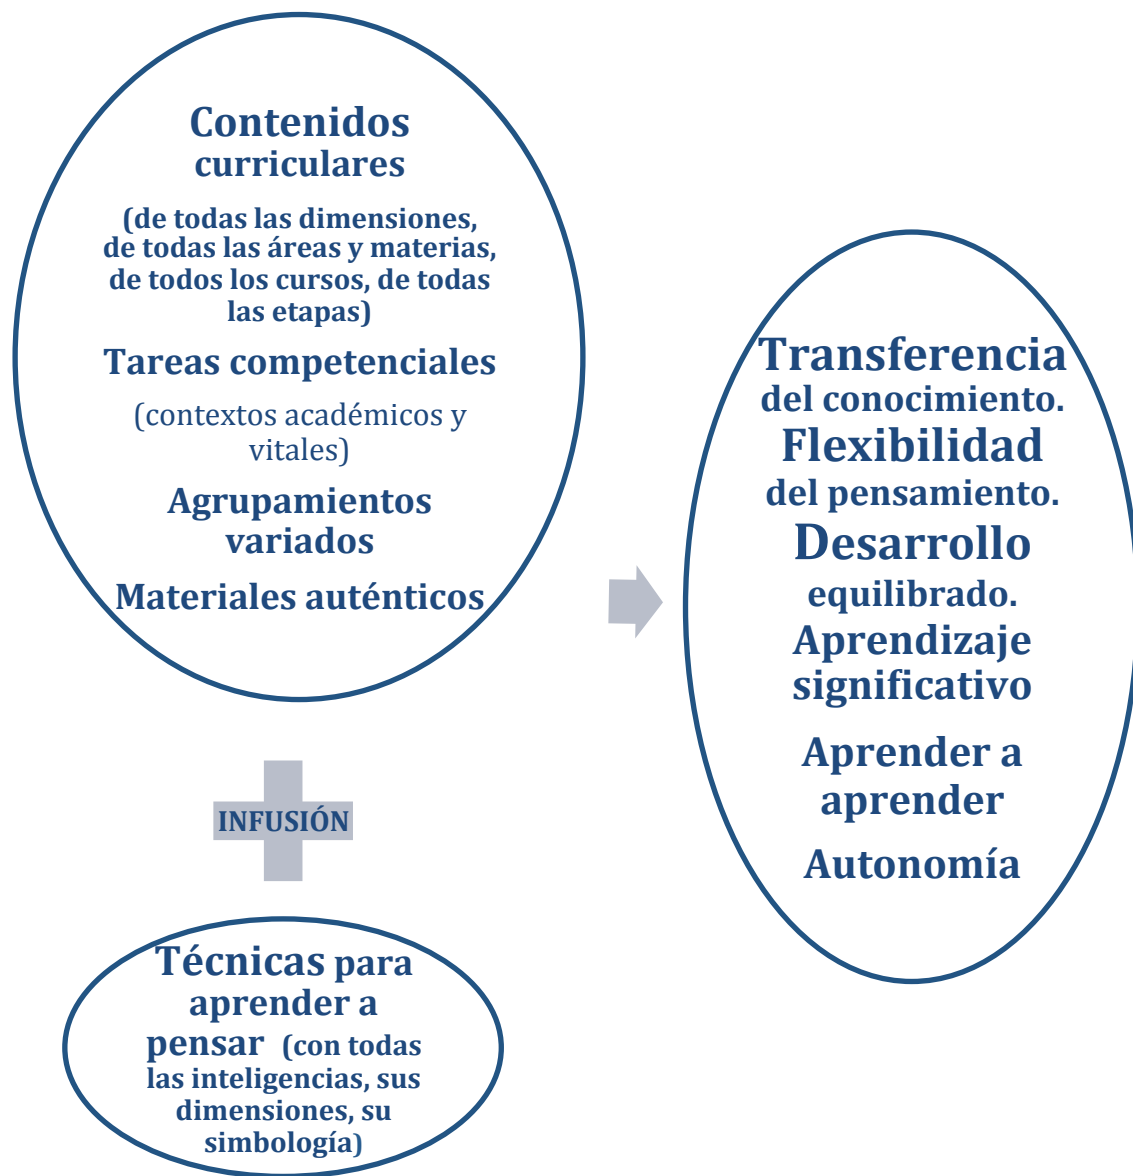 Contenidos
curriculares
(de todas las dimensiones,
de todas las áreas y materias,
de todos los cursos, de todas
las etapas)
Tareas competenciales
(contextos académicos y
vitales)
Agrupamientos
variados
Materiales auténticos
INFUSIÓN
Técnicas para
aprender a
pensar (con todas
las inteligencias, sus
dimensiones, su
simbología)
Transferencia
del conocimiento.
Flexibilidad
del pensamiento.
Desarrollo
equilibrado.
Aprendizaje
significativo
Aprender a
aprender
Autonomía